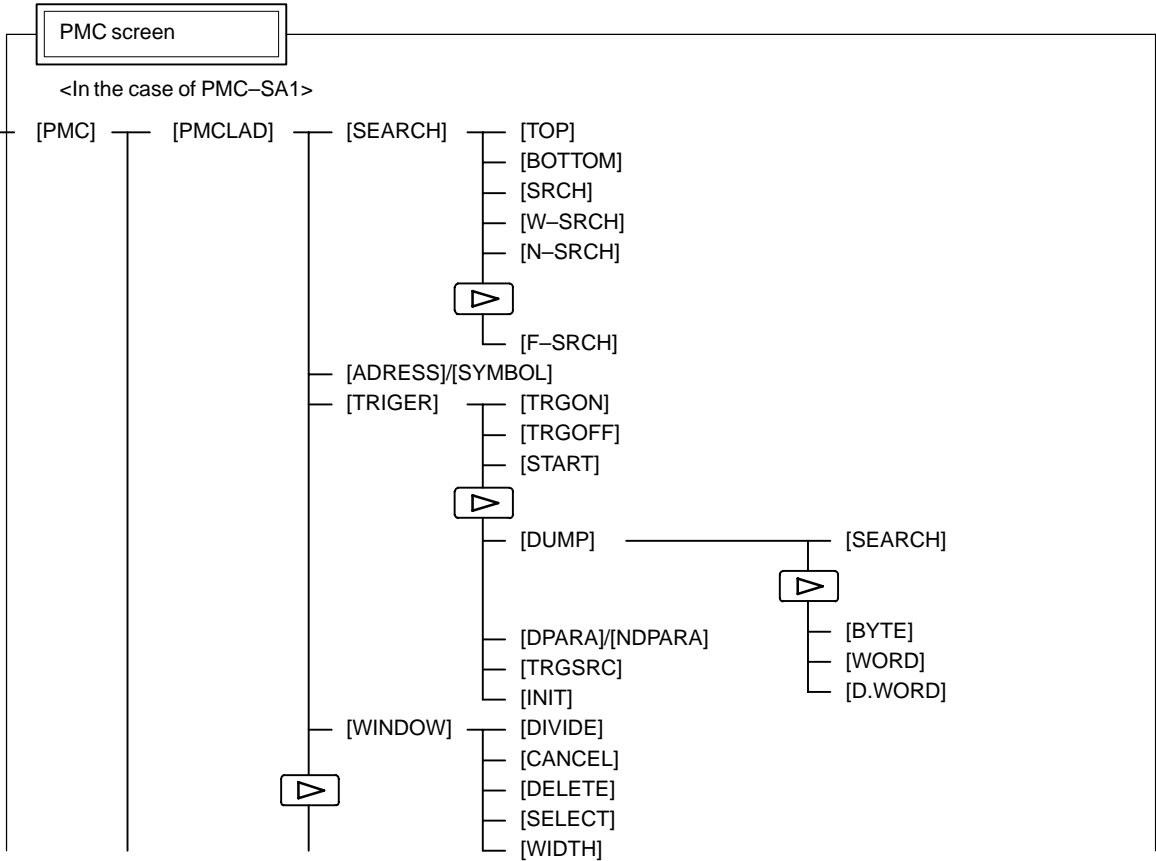 PMC screen
<In the case of PMC–SA1>
[PMC] [PMCLAD] [SEARCH] [TOP]
[BOTTOM]
[SRCH]
[W–SRCH]
[N–SRCH]
[F–SRCH]
[ADRESS]/[SYMBOL]
[TRIGER] [TRGON]
[TRGOFF]
[START]
[DUMP] [SEARCH]
[BYTE]
[DPARA]/[NDPARA]
[WORD]
[TRGSRC]
[D.WORD]
[INIT]
[WINDOW] [DIVIDE]
[CANCEL]
[DELETE]
[SELECT]
[WIDTH]